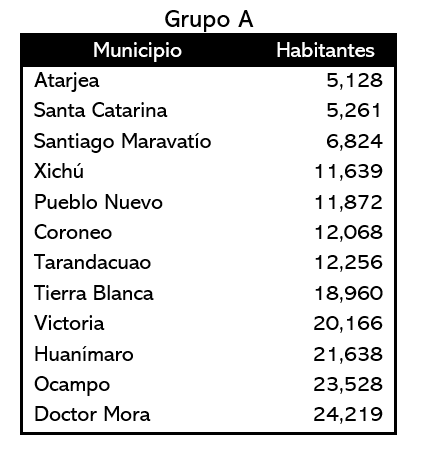 Grupo A
Municipio Habitantes
Atarjea 5,128
Santa Catarina 5,261
Santiago Maravatío 6,824
Xichú 11,639
Pueblo Nuevo 11,872
Coroneo 12,068
Tarandacuao 12,256
Tierra Blanca 18,960
Victoria 20,166
Huanímaro 21,638
Ocampo 23,528
Doctor Mora 24,219